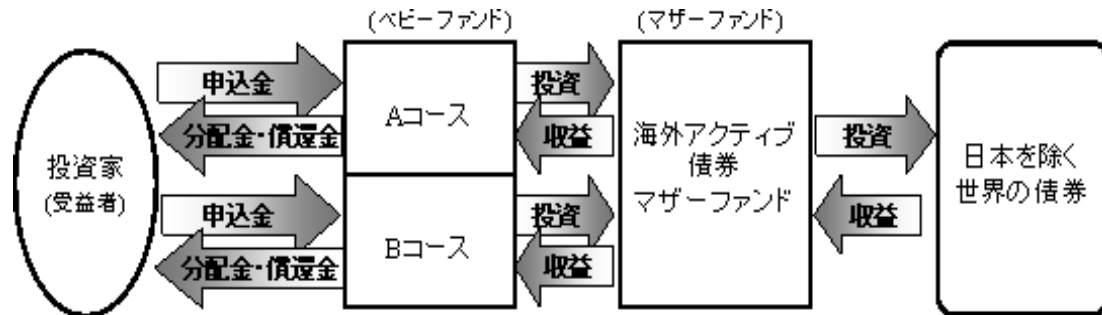 (ベビーファンド)
(マザーファンド)
投資家
(受益者)
申込金
分配金・償還金
申込金
分配金・償還金
Aコース
Bコース
投資
収益
投資
収益
海外アクティブ
債券
マザーファンド
投資
収益
日本を除く
世界の債券